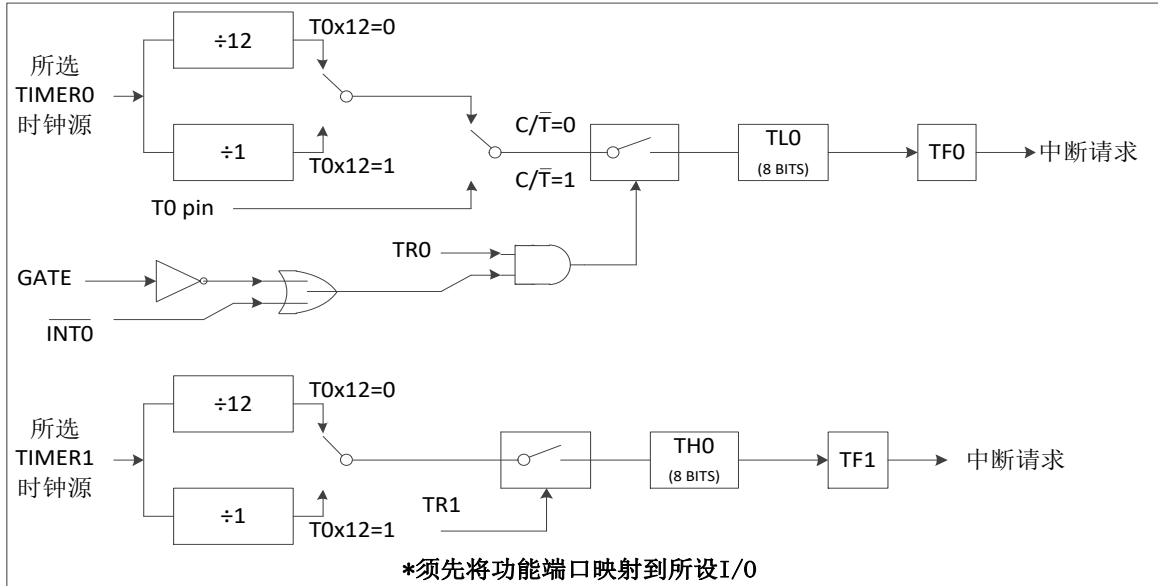 ÷12
T0x12=0
所选
TIMER0
时钟源
÷1
T0x12=1
C/T̅=0
C/T̅=1
TL0
(8 BITS)
TF0
中断请求
T0 pin
TR0
GATE
I̅N̅T̅0̅
÷12
T0x12=0
所选
TIMER1
时钟源
÷1
T0x12=1
TR1
TH0
(8 BITS)
TF1
中断请求
*须先将功能端口映射到所设I/O